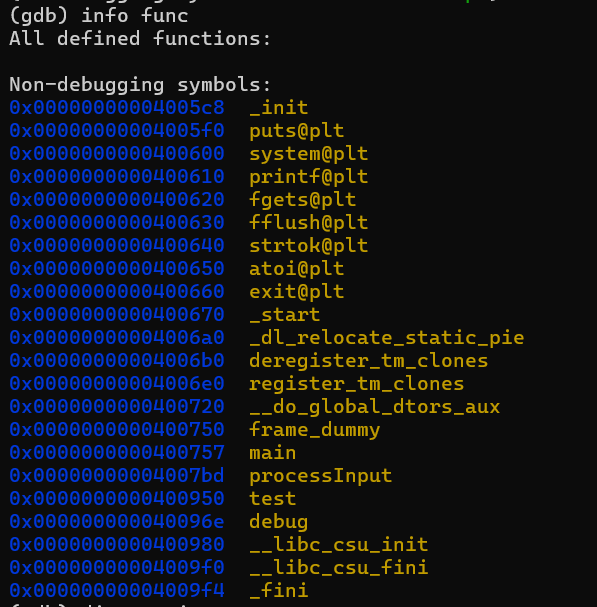 (gdb) info func
All defined functions:
Non-debugging symbols:
0x00000000004005c8  _init
0x00000000004005f0  puts@plt
0x0000000000400600  system@plt
0x0000000000400610  printf@plt
0x0000000000400620  fgets@plt
0x0000000000400630  fflush@plt
0x0000000000400640  strtok@plt
0x0000000000400650  atoi@plt
0x0000000000400660  exit@plt
0x0000000000400670  _start
0x00000000004006a0  _dl_relocate_static_pie
0x00000000004006b0  deregister_tm_clones
0x00000000004006e0  register_tm_clones
0x0000000000400720  __do_global_dtors_aux
0x0000000000400750  frame_dummy
0x0000000000400757  main
0x00000000004007bd  processInput
0x0000000000400950  test
0x000000000040096e  debug
0x0000000000400980  __libc_csu_init
0x00000000004009f0  __libc_csu_fini
0x00000000004009f4  _fini